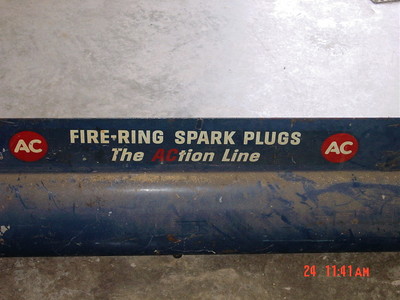 AC FIRE-RING SPARK PLUGS AC
The ACtion Line
24 11:41AM